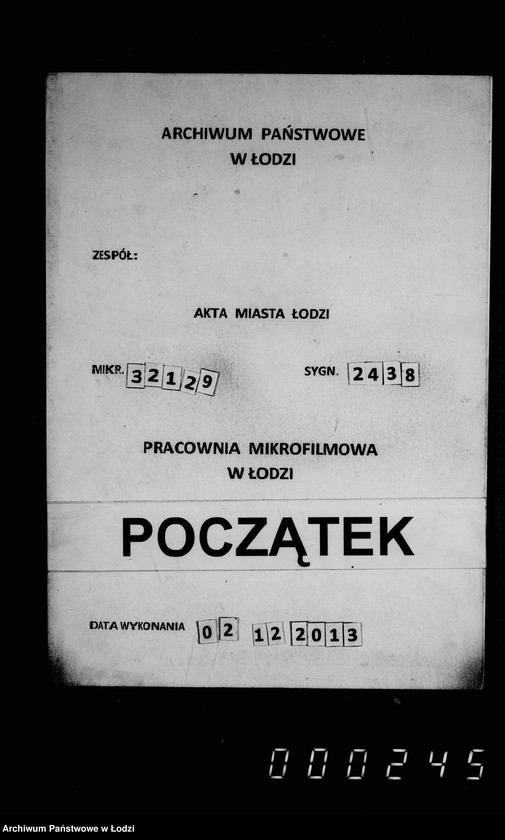 ARCHIWUM PAŃSTWOWE
W ŁODZI
ZESPÓŁ:
AKTA MIASTA ŁODZI
MIKR. 32129 SYGN. 2438
PRACOWNIA MIKROFILMOWA
W ŁODZI
POCZĄTEK
DATA WYKONANIA 02 12 2013
000245
Archiwum Państwowe w Łodzi